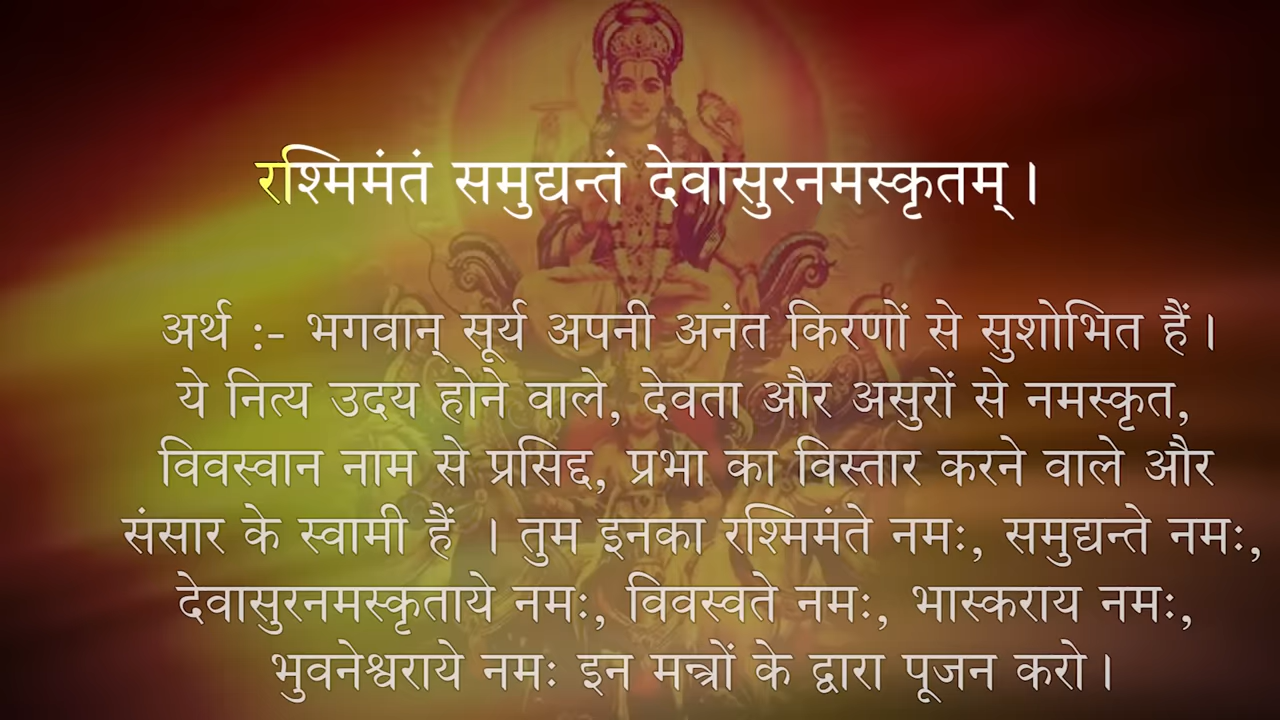 रश्मिमंतं समुद्यन्तं देवासुरनमस्कृतम्।
अर्थ :- भगवान् सूर्य अपनी अनंत किरणों से सुशोभित हैं।
ये नित्य उदय होने वाले, देवता और असुरों से नमस्कृत,
विवस्वान नाम से प्रसिद्द, प्रभा का विस्तार करने वाले और
संसार के स्वामी हैं । तुम इनका रश्मिमंते नमः, समुद्यन्ते नमः,
देवासुरनमस्कृताये नमः, विवस्वते नमः, भास्कराय नमः,
भुवनेश्वराये नमः इन मन्त्रों के द्वारा पूजन करो।